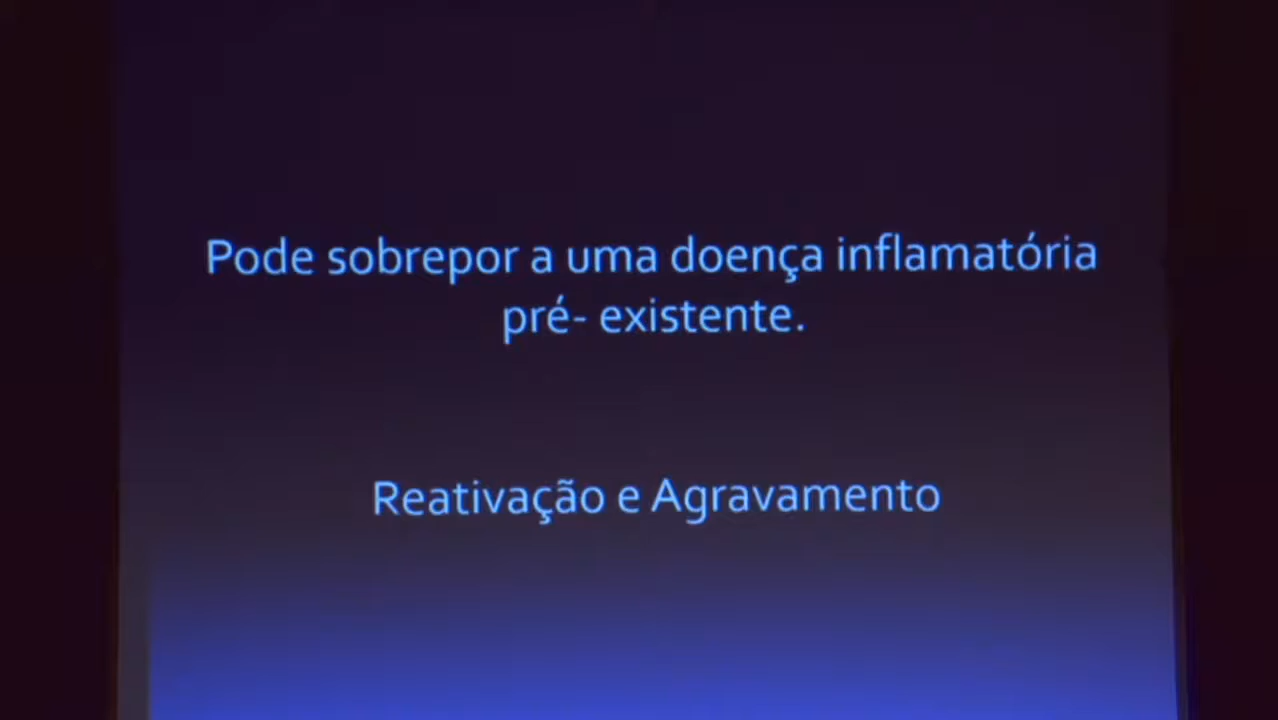 Pode sobrepor a uma doença inflamatória
pré- existente.
Reativação e Agravamento